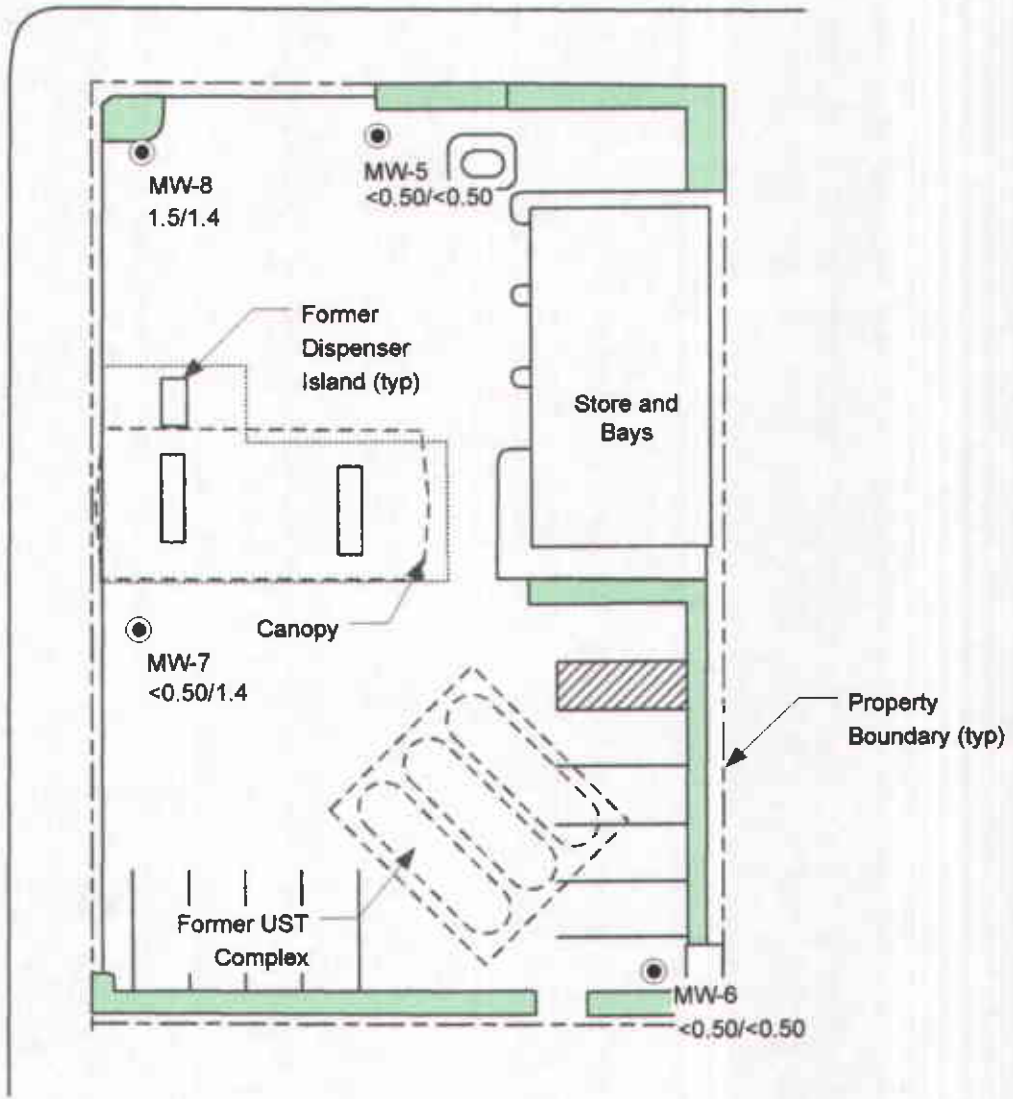 MW-8
1.5/1.4
MW-5
<0.50/<0.50
Former
Dispenser
Island (typ)
Store and
Bays
Canopy
MW-7
<0.50/1.4
Property
Boundary (typ)
Former UST
Complex
MW-6
<0.50/<0.50